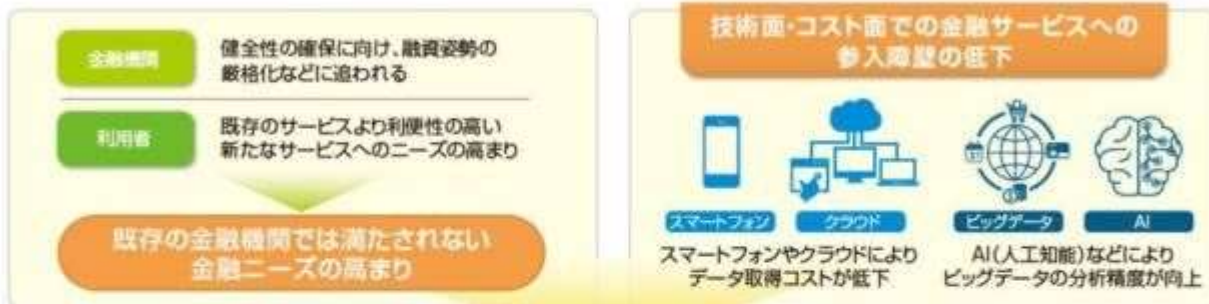 金融機関
健全性の確保に向け、融資姿勢の
厳格化などに追われる
利用者
既存のサービスより利便性の高い
新たなサービスへのニーズの高まり
既存の金融機関では満たされない
金融ニーズの高まり
技術面・コスト面での金融サービスへの
参入障壁の低下
スマートフォン
クラウド
ビッグデータ
AI
スマートフォンやクラウドにより
データ取得コストが低下
AI(人工知能)などにより
ビッグデータの分析精度が向上